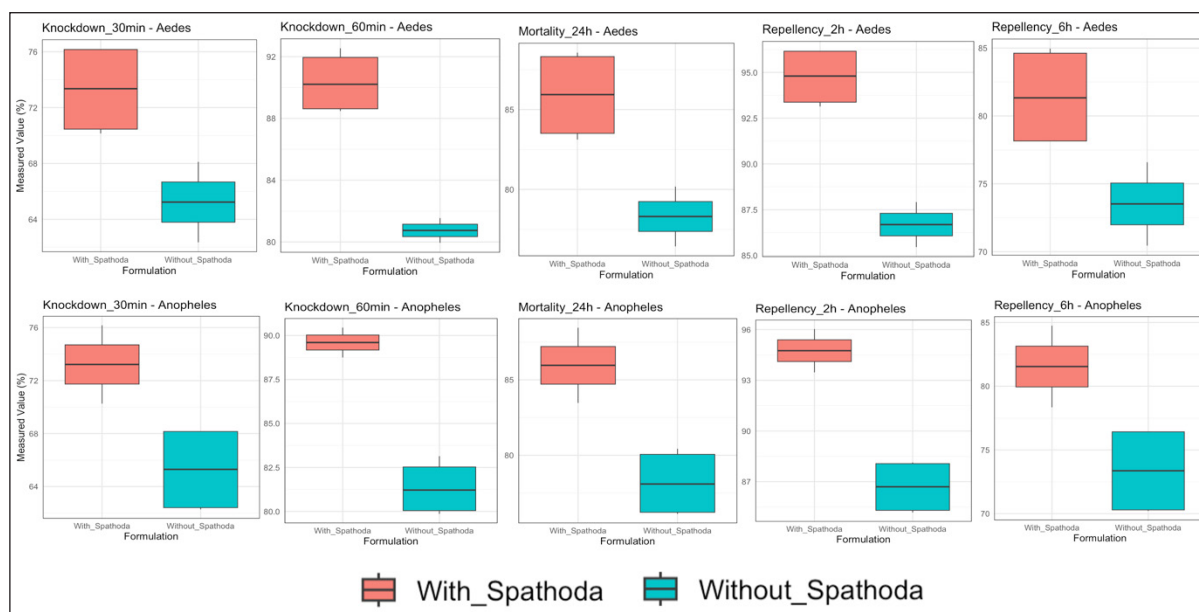 Knockdown_30min - Aedes
Knockdown_60min - Aedes
Mortality_24h - Aedes
Repellency_2h - Aedes
Repellency_6h - Aedes
Measured Value (%)
76
72
68
64
92
88
84
80
85
80
95.0
92.5
90.0
87.5
85.0
85
80
75
70
With_Spathoda Without_Spathoda
With_Spathoda Without_Spathoda
With_Spathoda Without_Spathoda
With_Spathoda Without_Spathoda
With_Spathoda Without_Spathoda
Formulation
Formulation
Formulation
Formulation
Formulation
Knockdown_30min - Anopheles
Knockdown_60min - Anopheles
Mortality_24h - Anopheles
Repellency_2h - Anopheles
Repellency_6h - Anopheles
Measured Value (%)
76
72
68
64
90.0
87.5
85.0
82.5
80.0
85
80
96
93
90
87
85
80
75
70
With_Spathoda Without_Spathoda
With_Spathoda Without_Spathoda
With_Spathoda Without_Spathoda
With_Spathoda Without_Spathoda
With_Spathoda Without_Spathoda
Formulation
Formulation
Formulation
Formulation
Formulation
With_Spathoda Without_Spathoda